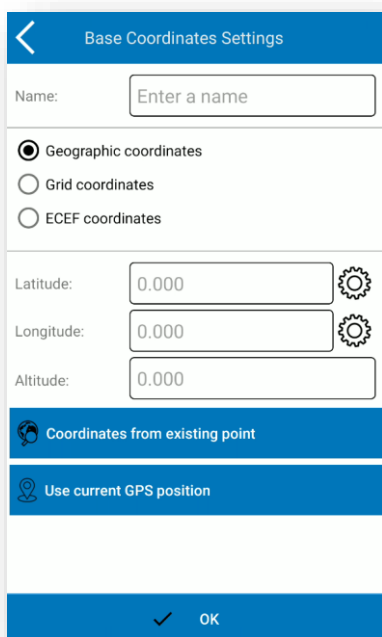 Base Coordinates Settings
Name: Enter a name
Geographic coordinates
Grid coordinates
ECEF coordinates
Latitude: 0.000
Longitude: 0.000
Altitude: 0.000
Coordinates from existing point
Use current GPS position
OK